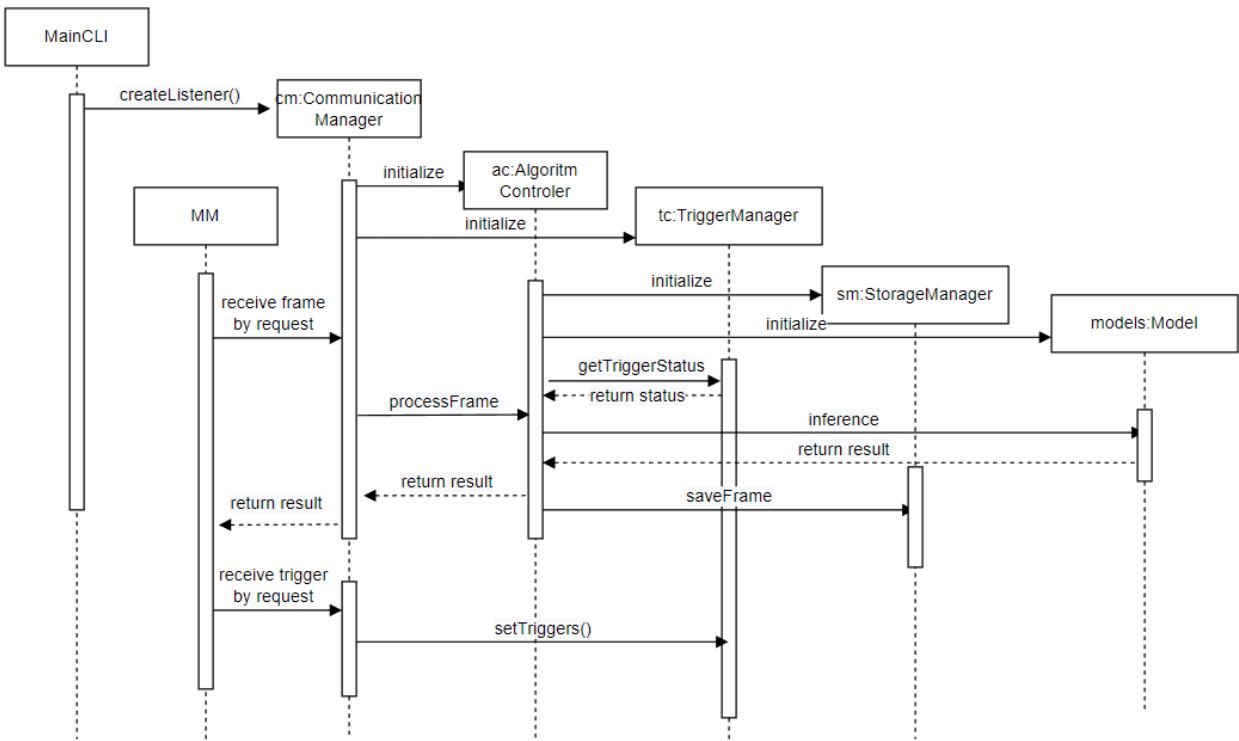 MainCLI
createListener()
cm:Communication
Manager
initialize
ac:Algoritm
Controler
MM
initialize
tc:TriggerManager
initialize
sm:StorageManager
receive frame
by request
initialize
models:Model
getTriggerStatus
return status
processFrame
inference
return result
return result
saveFrame
return result
receive trigger
by request
setTriggers()